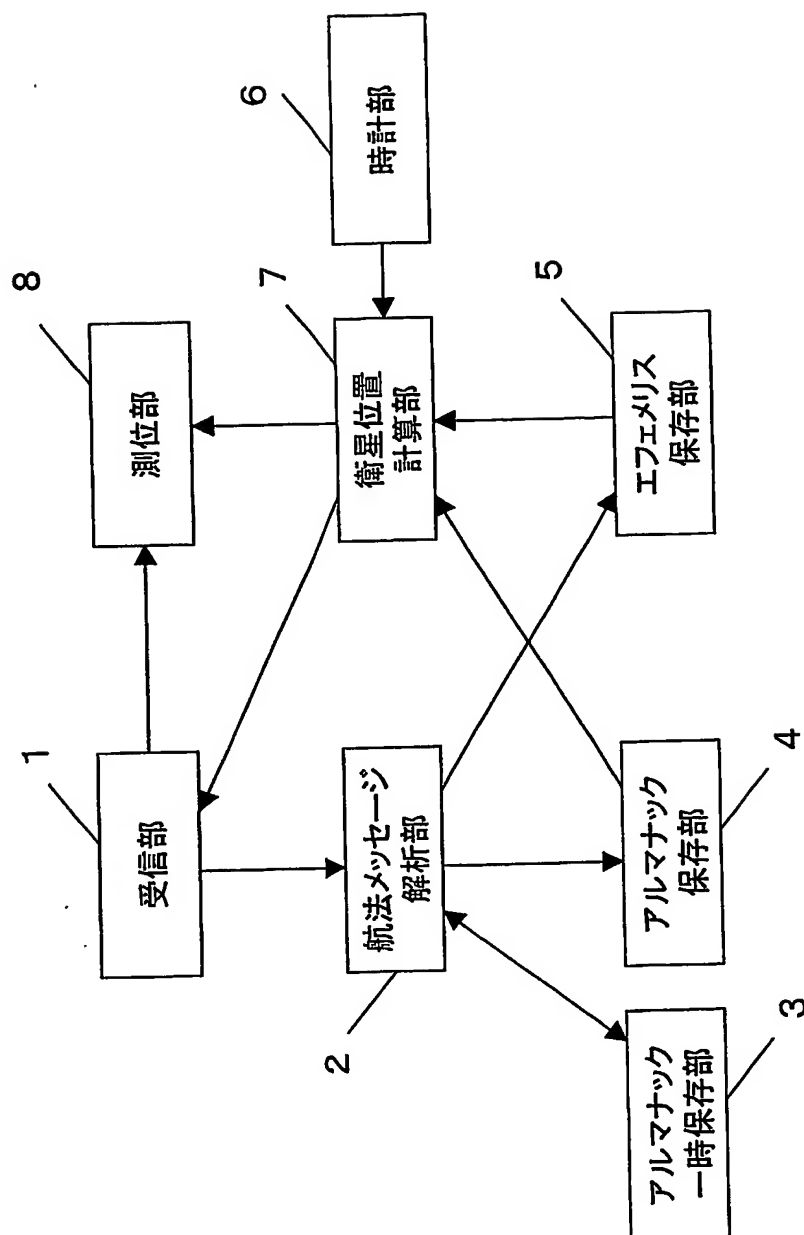 1
受信部
8
測位部
6
時計部
7
衛星位置
計算部
2
航法メッセージ
解析部
5
エフェメリス
保存部
4
アルマナック
保存部
3
アルマナック
一時保存部